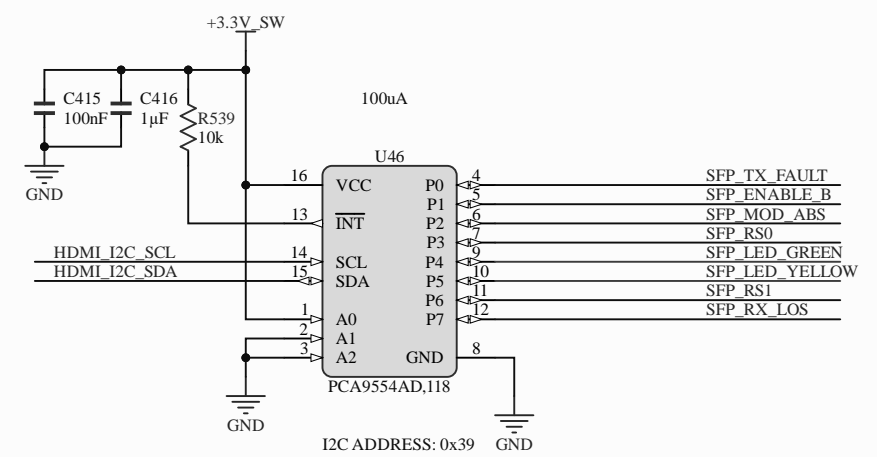 +3.3V_SW
C415
100nF
C416
1µF
R539
10k
100uA
U46
16
VCC
13
INT
HDMI_I2C_SCL
14
SCL
HDMI_I2C_SDA
15
SDA
1
A0
2
A1
3
A2
P0
4
SFP_TX_FAULT
P1
5
SFP_ENABLE_B
P2
6
SFP_MOD_ABS
P3
7
SFP_RS0
P4
9
SFP_LED_GREEN
P5
10
SFP_LED_YELLOW
P6
11
SFP_RS1
P7
12
SFP_RX_LOS
GND
8
PCA9554AD,118
GND
GND
GND
I2C ADDRESS: 0x39